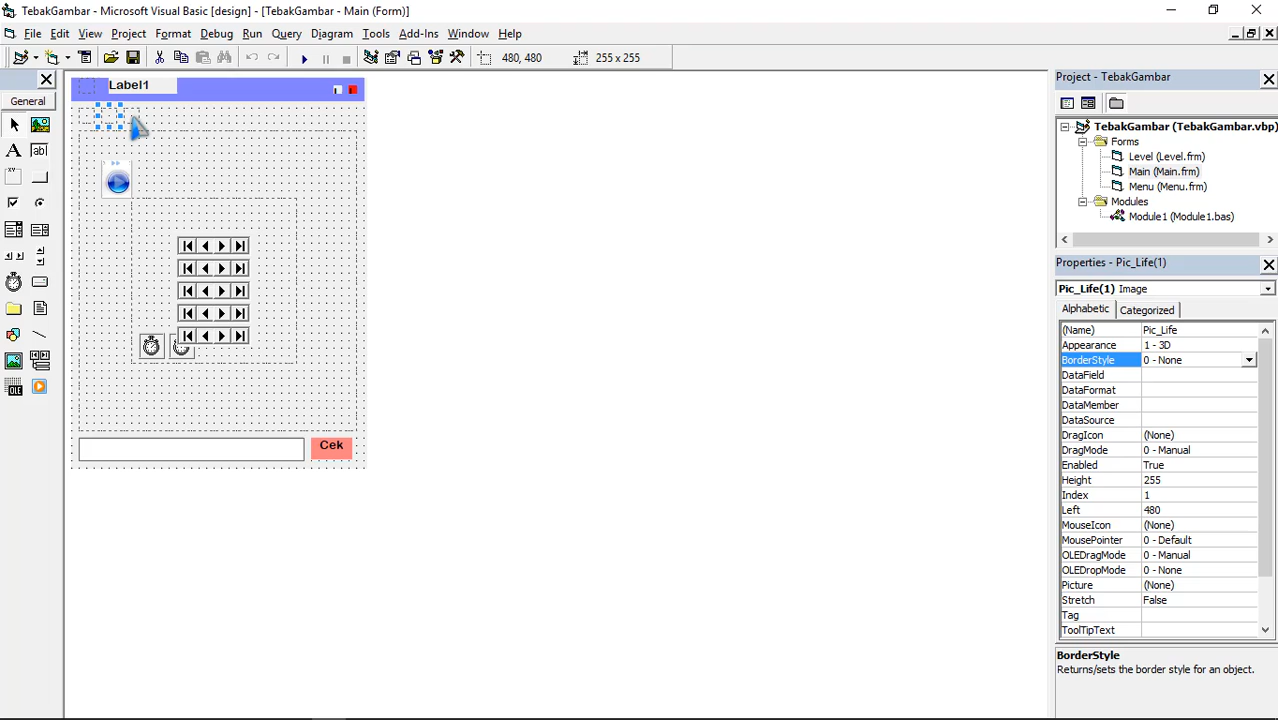 TebakGambar - Microsoft Visual Basic [design] - [TebakGambar - Main (Form)]
File Edit View Project Format Debug Run Query Diagram Tools Add-Ins Window Help
480, 480 255 x 255
General
A ab|
xy
OLE
Label1
Cek
Project - TebakGambar
TebakGambar (TebakGambar.vbp)
Forms
Level (Level.frm)
Main (Main.frm)
Menu (Menu.frm)
Modules
Module1 (Module1.bas)
Properties - Pic_Life(1)
Pic_Life(1) Image
Alphabetic Categorized
(Name) Pic_Life
Appearance 1 - 3D
BorderStyle 0 - None
DataField
DataFormat
DataMember
DataSource
DragIcon (None)
DragMode 0 - Manual
Enabled True
Height 255
Index 1
Left 480
MouseIcon (None)
MousePointer 0 - Default
OLEDragMode 0 - Manual
OLEDropMode 0 - None
Picture (None)
Stretch False
Tag
ToolTipText
BorderStyle
Returns/sets the border style for an object.